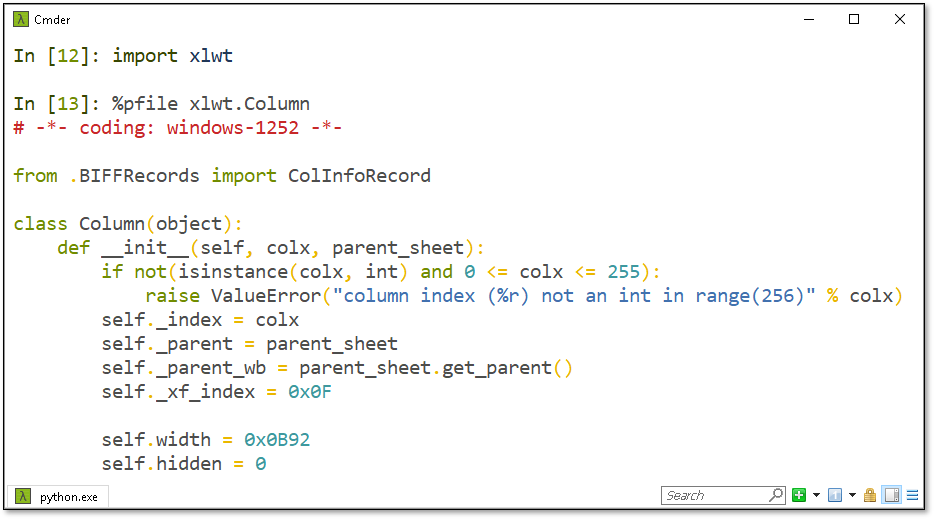 Cmder
In [12]: import xlwt
In [13]: %pfile xlwt.Column
# -*- coding: windows-1252 -*-
from .BIFFRecords import ColInfoRecord
class Column(object):
    def __init__(self, colx, parent_sheet):
        if not(isinstance(colx, int) and 0 <= colx <= 255):
            raise ValueError("column index (%r) not an int in range(256)" % colx)
        self._index = colx
        self._parent = parent_sheet
        self._parent_wb = parent_sheet.get_parent()
        self._xf_index = 0x0F
        self.width = 0x0B92
        self.hidden = 0
python.exe
Search